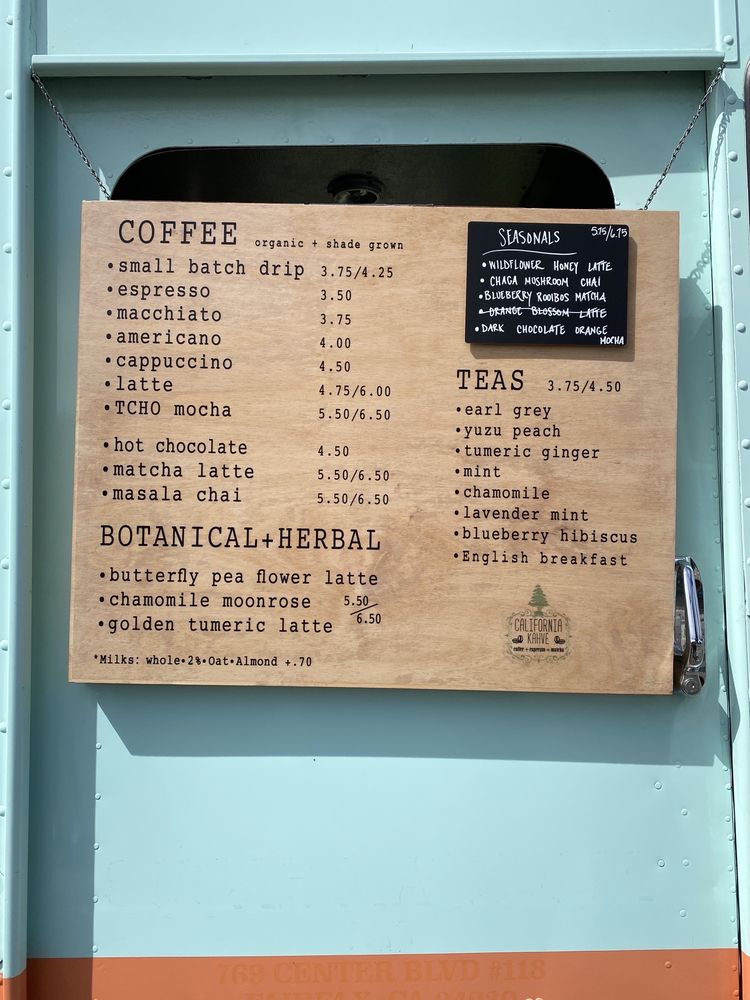 COFFEE organic + shade grown
•small batch drip 3.75/4.25
•espresso 3.50
•macchiato 3.75
•americano 4.00
•cappuccino 4.50
•latte 4.75/6.00
•TCHO mocha 5.50/6.50
•hot chocolate 4.50
•matcha latte 5.50/6.50
•masala chai 5.50/6.50
BOTANICAL+HERBAL
•butterfly pea flower latte
•chamomile moonrose 5.50
•golden tumeric latte 6.50
*Milks: whole•2%•Oat•Almond +.70
SEASONALS 5.75/6.75
•WILDFLOWER HONEY LATTE
•CHAGA MUSHROOM CHAI
•BLUEBERRY ROOIBOS MATCHA
•ORANGE BLOSSOM LATTE
•DARK CHOCOLATE ORANGE
MOCHA
TEAS 3.75/4.50
•earl grey
•yuzu peach
•tumeric ginger
•mint
•chamomile
•lavender mint
•blueberry hibiscus
•English breakfast
CALIFORNIA
KAHVE
coffee + espresso + matcha
769 CENTER BLVD #118
FAIRFAX, CA 94930